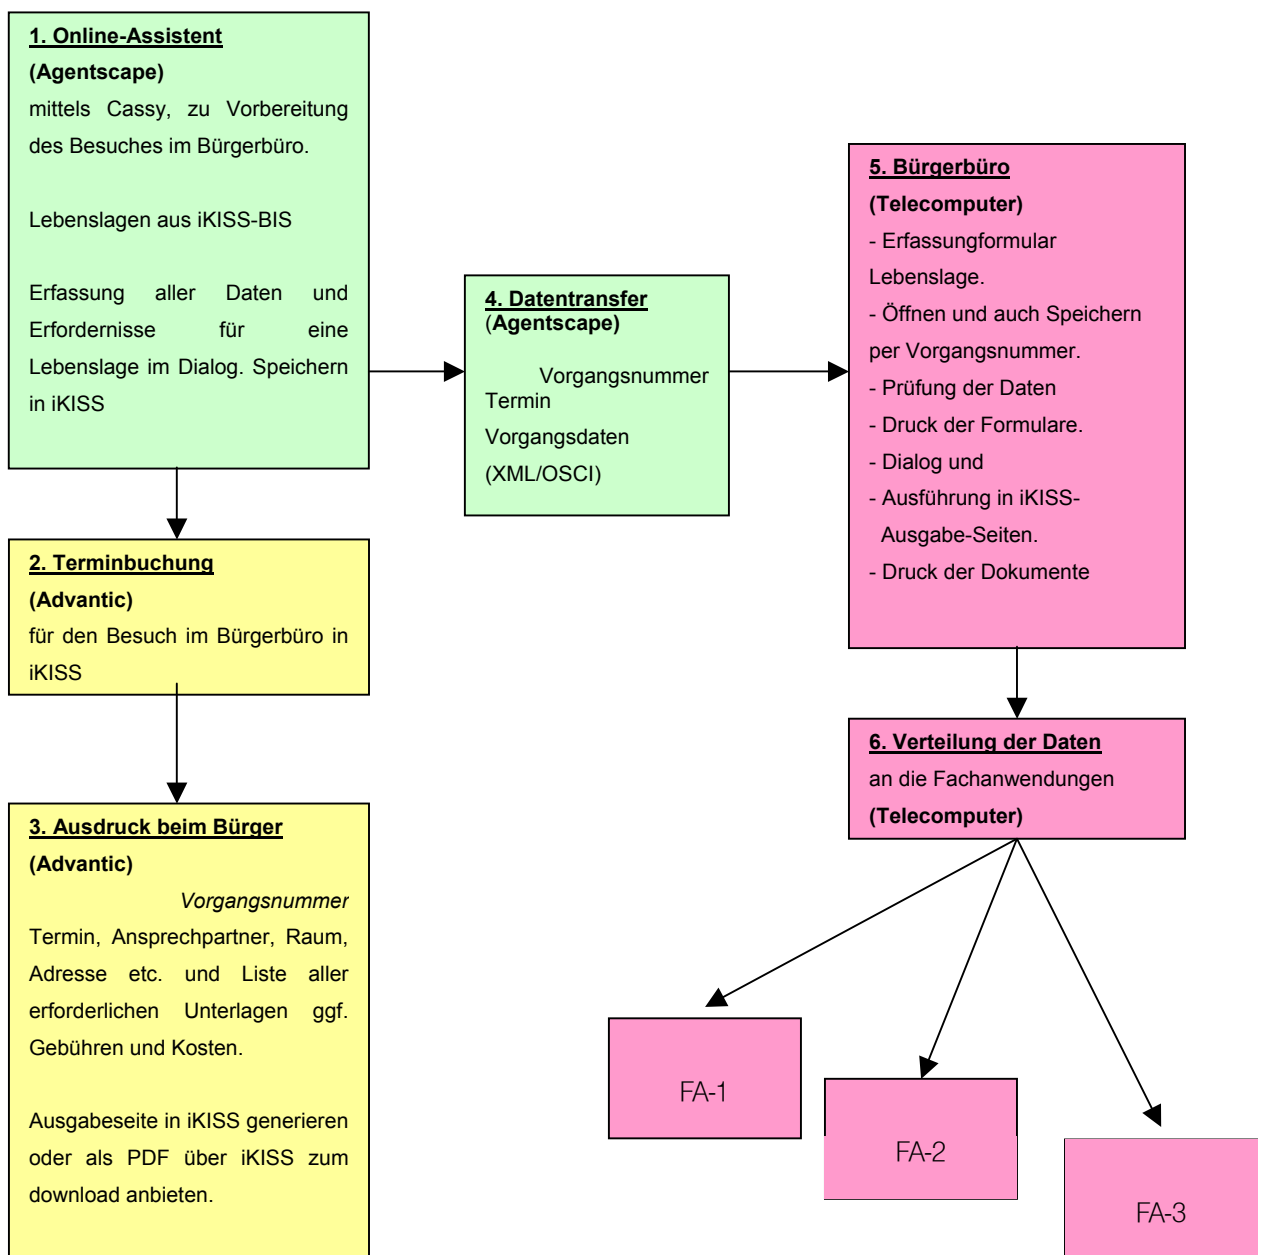 1. Online-Assistent
(Agentscape)
mittels Cassy, zu Vorbereitung
des Besuches im Bürgerbüro.
Lebenslagen aus iKISS-BIS
Erfassung aller Daten und
Erfordernisse für eine
Lebenslage im Dialog. Speichern
in iKISS
2. Terminbuchung
(Advantic)
für den Besuch im Bürgerbüro in
iKISS
3. Ausdruck beim Bürger
(Advantic)
Vorgangsnummer
Termin, Ansprechpartner, Raum,
Adresse etc. und Liste aller
erforderlichen Unterlagen ggf.
Gebühren und Kosten.
Ausgabeseite in iKISS generieren
oder als PDF über iKISS zum
download anbieten.
4. Datentransfer
(Agentscape)
Vorgangsnummer
Termin
Vorgangsdaten
(XML/OSCI)
5. Bürgerbüro
(Telecomputer)
- Erfassungformular
Lebenslage.
- Öffnen und auch Speichern
per Vorgangsnummer.
- Prüfung der Daten
- Druck der Formulare.
- Dialog und
- Ausführung in iKISS-
Ausgabe-Seiten.
- Druck der Dokumente
6. Verteilung der Daten
an die Fachanwendungen
(Telecomputer)
FA-1
FA-2
FA-3